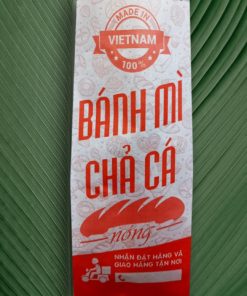 MADE IN
VIETNAM
100%
BÁNH MÌ
CHẢ CÁ
nóng
NHẬN ĐẶT HÀNG VÀ
GIAO HÀNG TẬN NƠI